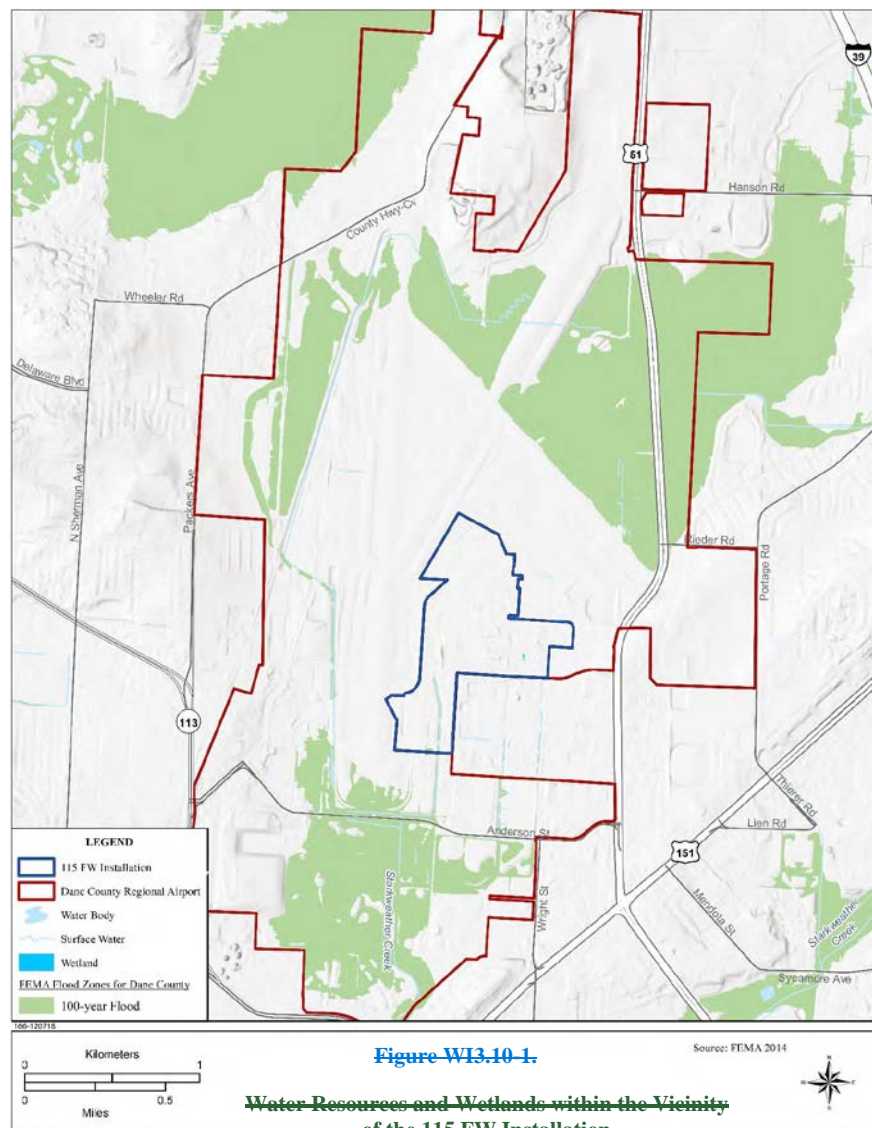 39
51
Hanson Rd
County Hwy-Cv
Wheeler Rd
Delaware Blvd
N Sherman Ave
Packers Ave
Rieder Rd
Portage Rd
113
Thierer Rd
Lien Rd
Anderson St
151
Wright St
Mendota St
Starkweather Creek
Starkweather
Creek
Sycamore Ave
LEGEND
115 FW Installation
Dane County Regional Airport
Water Body
Surface Water
Wetland
FEMA Flood Zones for Dane County
100-year Flood
166-120718
Kilometers
0 1
0 0.5
Miles
Figure WI3.10-1.
Source: FEMA 2014
Water Resources and Wetlands within the Vicinity
of the 115 FW Installation
N
W E
S